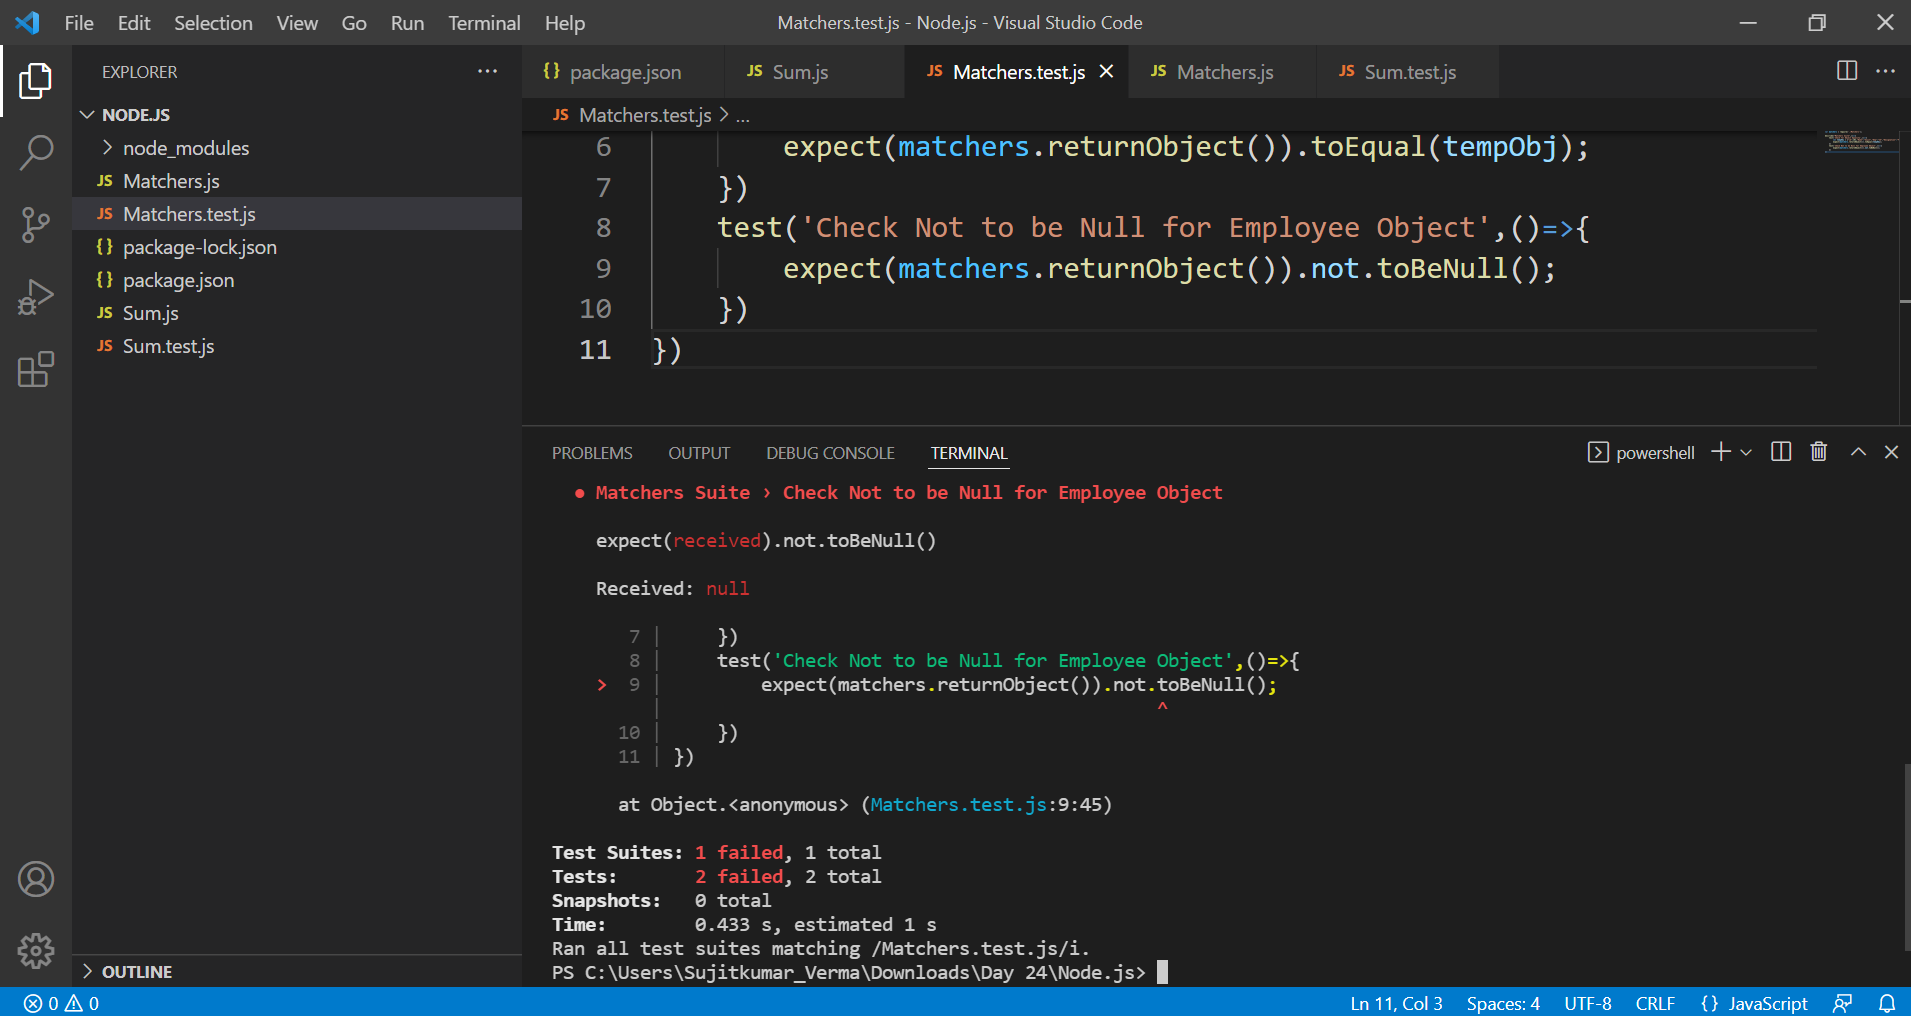 File Edit Selection View Go Run Terminal Help Matchers.test.js - Node.js - Visual Studio Code
EXPLORER ...
NODE.JS
node_modules
JS Matchers.js
JS Matchers.test.js
{} package-lock.json
{} package.json
JS Sum.js
JS Sum.test.js
OUTLINE
{} package.json JS Sum.js JS Matchers.test.js JS Matchers.js JS Sum.test.js ...
JS Matchers.test.js > ...
6 expect(matchers.returnObject()).toEqual(tempObj);
7 })
8 test('Check Not to be Null for Employee Object',()=>{
9 expect(matchers.returnObject()).not.toBeNull();
10 })
11 })
PROBLEMS OUTPUT DEBUG CONSOLE TERMINAL powershell
● Matchers Suite › Check Not to be Null for Employee Object
expect(received).not.toBeNull()
Received: null
7 | })
8 | test('Check Not to be Null for Employee Object',()=>{
> 9 | expect(matchers.returnObject()).not.toBeNull();
| ^
10 | })
11 | })
at Object.<anonymous> (Matchers.test.js:9:45)
Test Suites: 1 failed, 1 total
Tests: 2 failed, 2 total
Snapshots: 0 total
Time: 0.433 s, estimated 1 s
Ran all test suites matching /Matchers.test.js/i.
PS C:\Users\Sujitkumar_Verma\Downloads\Day 24\Node.js>
0 0 Ln 11, Col 3 Spaces: 4 UTF-8 CRLF {} JavaScript